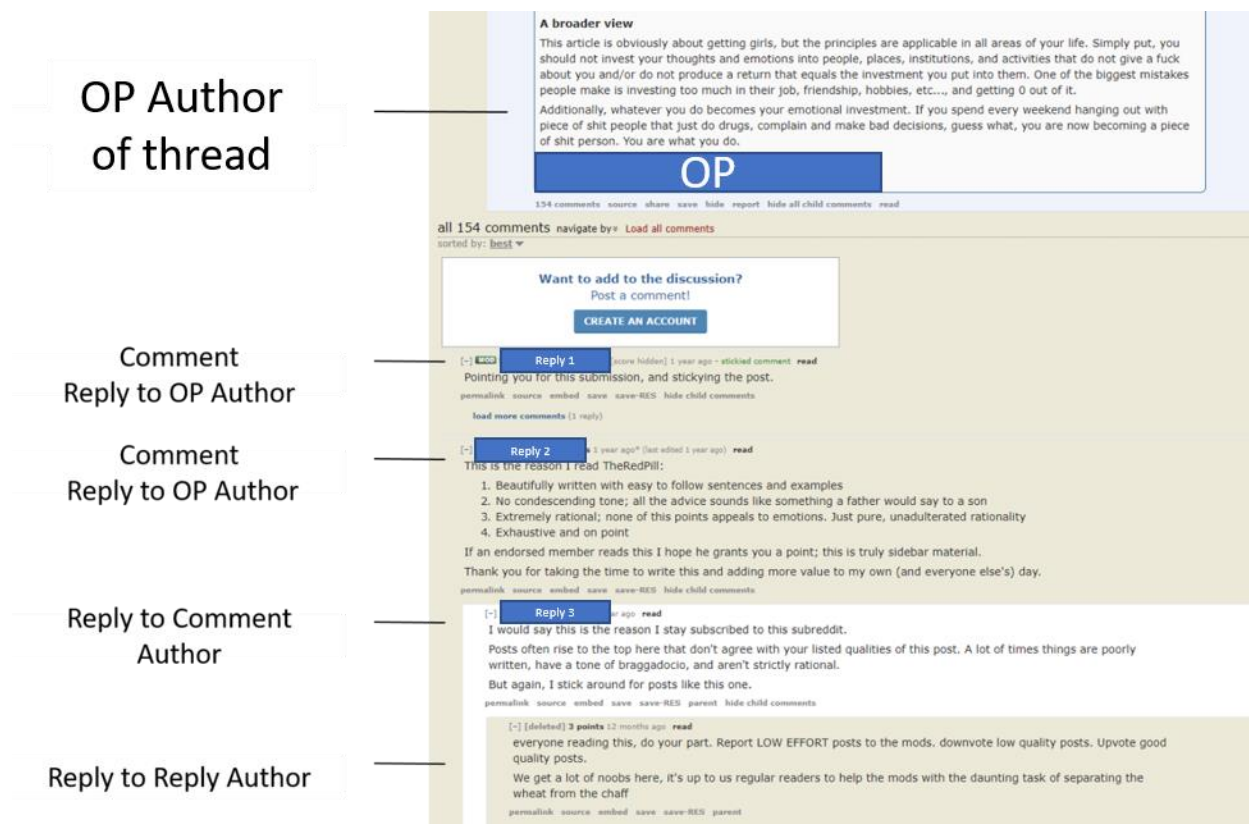 A broader view
This article is obviously about getting girls, but the principles are applicable in all areas of your life. Simply put, you
should not invest your thoughts and emotions into people, places, institutions, and activities that do not give a fuck
about you and/or do not produce a return that equals the investment you put into them. One of the biggest mistakes
people make is investing too much in their job, friendship, hobbies, etc..., and getting 0 out of it.
Additionally, whatever you do becomes your emotional investment. If you spend every weekend hanging out with
piece of shit people that just do drugs, complain and make bad decisions, guess what, you are now becoming a piece
of shit person. You are what you do.
OP Author
of thread
OP
154 comments source share save hide report hide all child comments read
all 154 comments navigate by Load all comments
sorted by: best
Want to add to the discussion?
Post a comment!
CREATE AN ACCOUNT
Comment
Reply to OP Author
[–] Reply 1 [score hidden] 1 year ago - stickied comment read
Pointing you for this submission, and stickying the post.
permalink source embed save save-RES hide child comments
load more comments (1 reply)
Comment
Reply to OP Author
[–] Reply 2 1 year ago* (last edited 1 year ago) read
This is the reason I read TheRedPill:
1. Beautifully written with easy to follow sentences and examples
2. No condescending tone; all the advice sounds like something a father would say to a son
3. Extremely rational; none of this points appeals to emotions. Just pure, unadulterated rationality
4. Exhaustive and on point
If an endorsed member reads this I hope he grants you a point; this is truly sidebar material.
Thank you for taking the time to write this and adding more value to my own (and everyone else's) day.
permalink source embed save save-RES hide child comments
Reply to Comment
Author
[–] Reply 3 ago read
I would say this is the reason I stay subscribed to this subreddit.
Posts often rise to the top here that don't agree with your listed qualities of this post. A lot of times things are poorly
written, have a tone of braggadocio, and aren't strictly rational.
But again, I stick around for posts like this one.
permalink source embed save save-RES parent hide child comments
Reply to Reply Author
[–] [deleted] 3 points 12 months ago read
everyone reading this, do your part. Report LOW EFFORT posts to the mods. downvote low quality posts. Upvote good
quality posts.
We get a lot of noobs here, it's up to us regular readers to help the mods with the daunting task of separating the
wheat from the chaff
permalink source embed save save-RES parent